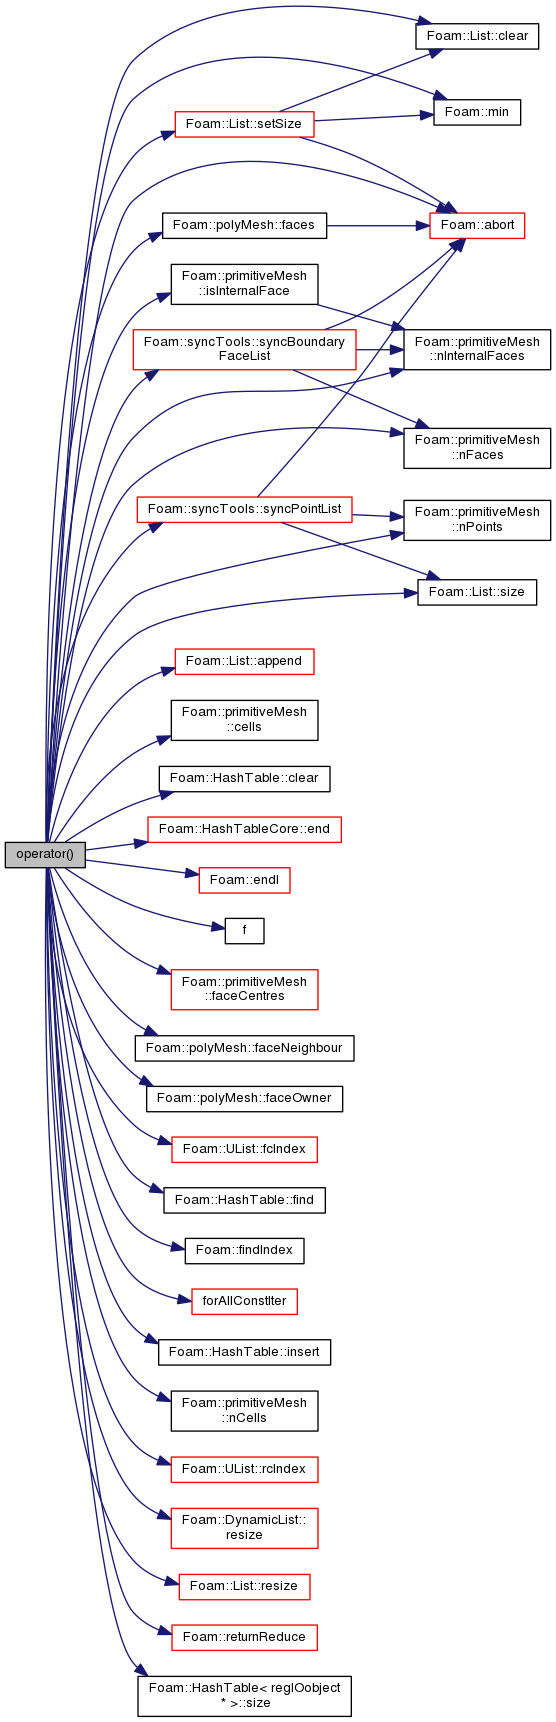 Foam::List::clear
Foam::min
Foam::List::setSize
Foam::polyMesh::faces
Foam::abort
Foam::primitiveMesh
::isInternalFace
Foam::syncTools::syncBoundary
FaceList
Foam::primitiveMesh
::nInternalFaces
Foam::primitiveMesh
::nFaces
Foam::syncTools::syncPointList
Foam::primitiveMesh
::nPoints
Foam::List::size
Foam::List::append
Foam::primitiveMesh
::cells
Foam::HashTable::clear
Foam::HashTableCore::end
operator()
Foam::endl
f
Foam::primitiveMesh
::faceCentres
Foam::polyMesh::faceNeighbour
Foam::polyMesh::faceOwner
Foam::UList::fcIndex
Foam::HashTable::find
Foam::findIndex
forAllConstIter
Foam::HashTable::insert
Foam::primitiveMesh
::nCells
Foam::UList::rcIndex
Foam::DynamicList::
resize
Foam::List::resize
Foam::returnReduce
Foam::HashTable< regIOobject
* >::size